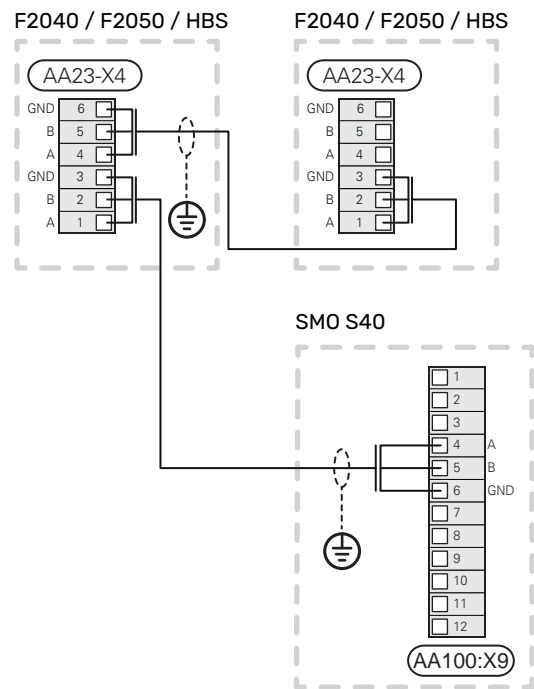 F2040 / F2050 / HBS
AA23-X4
GND 6
B 5
A 4
GND 3
B 2
A 1
F2040 / F2050 / HBS
AA23-X4
GND 6
B 5
A 4
GND 3
B 2
A 1
SMO S40
1
2
3
4 A
5 B
6 GND
7
8
9
10
11
12
AA100:X9